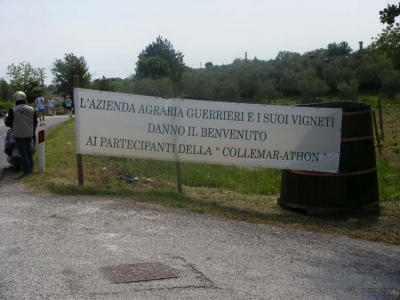 L'AZIENDA AGRARIA GUERRIERI E I SUOI VIGNETI
DANNO IL BENVENUTO
AI PARTECIPANTI DELLA " COLLEMAR-ATHON "